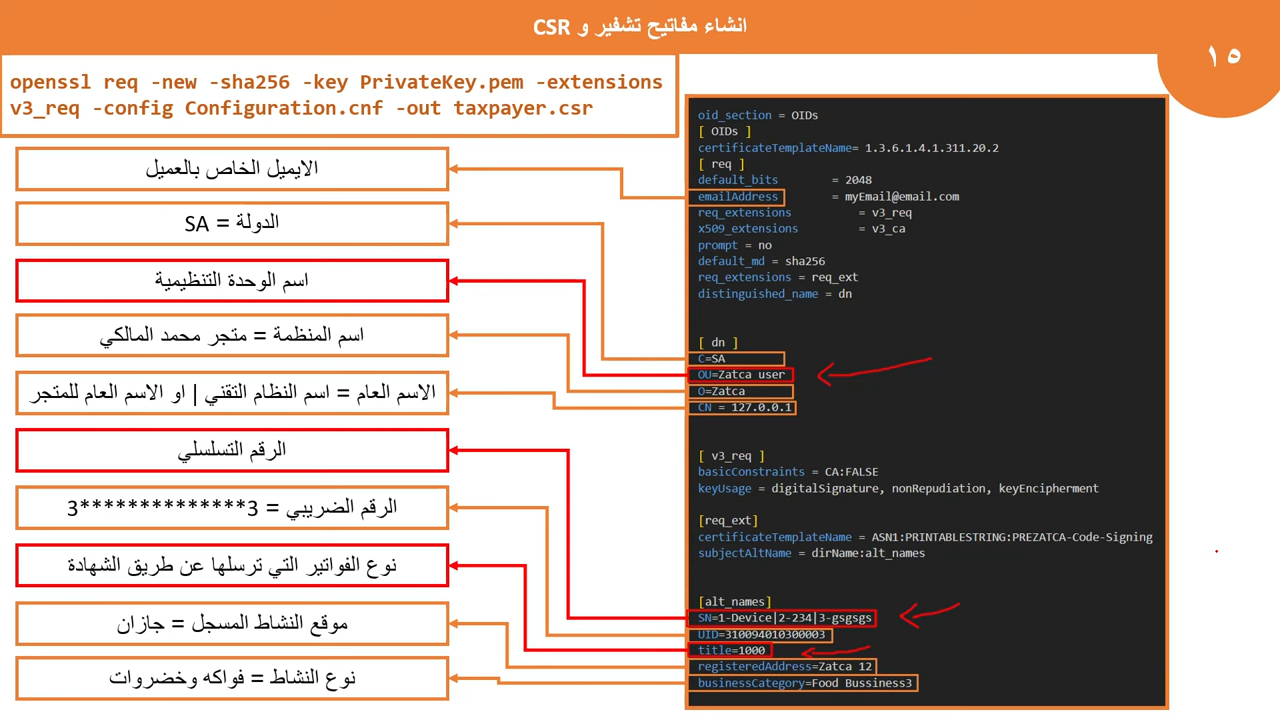 انشاء مفاتيح تشفير و CSR
١٥
openssl req -new -sha256 -key PrivateKey.pem -extensions
v3_req -config Configuration.cnf -out taxpayer.csr
الايميل الخاص بالعميل
الدولة = SA
اسم الوحدة التنظيمية
اسم المنظمة = متجر محمد المالكي
الاسم العام = اسم النظام التقني | او الاسم العام للمتجر
الرقم التسلسلي
الرقم الضريبي = 3**************3
نوع الفواتير التي ترسلها عن طريق الشهادة
موقع النشاط المسجل = جازان
نوع النشاط = فواكه وخضروات
oid_section = OIDs
[ OIDs ]
certificateTemplateName= 1.3.6.1.4.1.311.20.2
[ req ]
default_bits = 2048
emailAddress = myEmail@email.com
req_extensions = v3_req
x509_extensions = v3_ca
prompt = no
default_md = sha256
req_extensions = req_ext
distinguished_name = dn
[ dn ]
C=SA
OU=Zatca user
O=Zatca
CN = 127.0.0.1
[ v3_req ]
basicConstraints = CA:FALSE
keyUsage = digitalSignature, nonRepudiation, keyEncipherment
[req_ext]
certificateTemplateName = ASN1:PRINTABLESTRING:PREZATCA-Code-Signing
subjectAltName = dirName:alt_names
[alt_names]
SN=1-Device|2-234|3-gsgsgs
UID=310094010300003
title=1000
registeredAddress=Zatca 12
businessCategory=Food Bussiness3